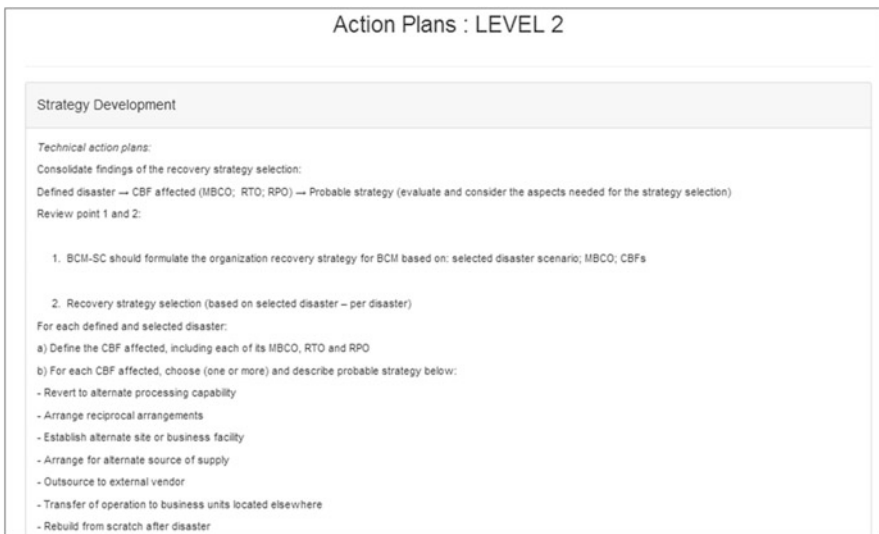 Action Plans : LEVEL 2
Strategy Development
Technical action plans:
Consolidate findings of the recovery strategy selection:
Defined disaster → CBF affected (MBCO; RTO; RPO) → Probable strategy (evaluate and consider the aspects needed for the strategy selection)
Review point 1 and 2:
1. BCM-SC should formulate the organization recovery strategy for BCM based on: selected disaster scenario; MBCO; CBFs
2. Recovery strategy selection (based on selected disaster – per disaster)
For each defined and selected disaster:
a) Define the CBF affected, including each of its MBCO, RTO and RPO
b) For each CBF affected, choose (one or more) and describe probable strategy below:
- Revert to alternate processing capability
- Arrange reciprocal arrangements
- Establish alternate site or business facility
- Arrange for alternate source of supply
- Outsource to external vendor
- Transfer of operation to business units located elsewhere
- Rebuild from scratch after disaster